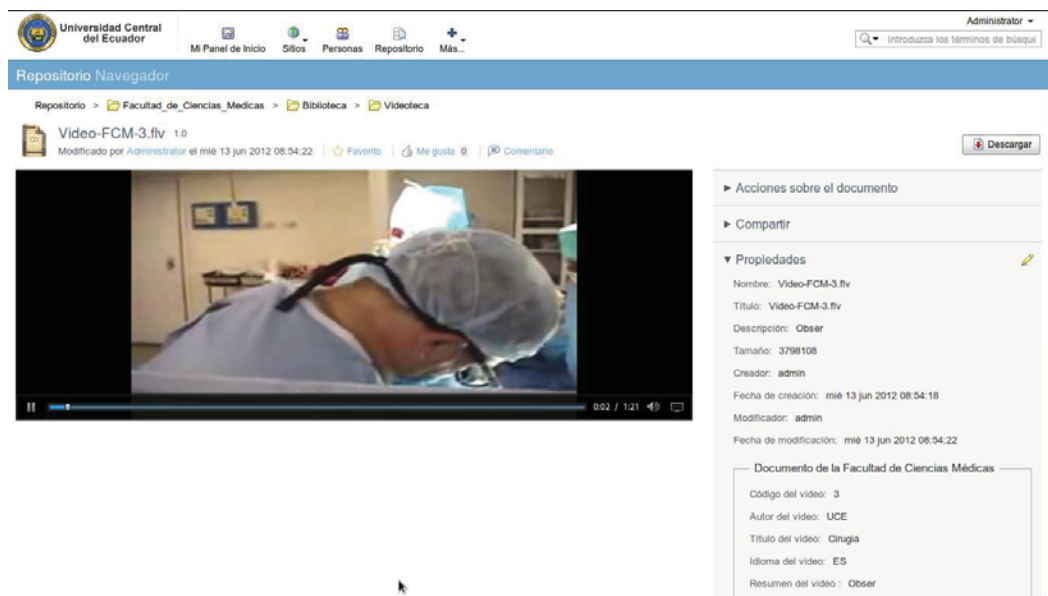 Universidad Central
del Ecuador
Mi Panel de Inicio Sitios Personas Repositorio Más...
Administrator
Introduzca los términos de búsque
Repositorio Navegador
Repositorio > Facultad_de_Ciencias_Medicas > Biblioteca > Videoteca
Video-FCM-3.flv 1.0
Modificado por Administrator el mié 13 jun 2012 08:54:22 Favorito Me gusta 0 Comentario
Descargar
0:02 / 1:21
Acciones sobre el documento
Compartir
Propiedades
Nombre: Video-FCM-3.flv
Título: Video-FCM-3.flv
Descripción: Obser
Tamaño: 3798108
Creador: admin
Fecha de creación: mié 13 jun 2012 08:54:18
Modificador: admin
Fecha de modificación: mié 13 jun 2012 08:54:22
Documento de la Facultad de Ciencias Médicas
Código del video: 3
Autor del video: UCE
Título del video: Cirugia
Idioma del video: ES
Resumen del video : Obser